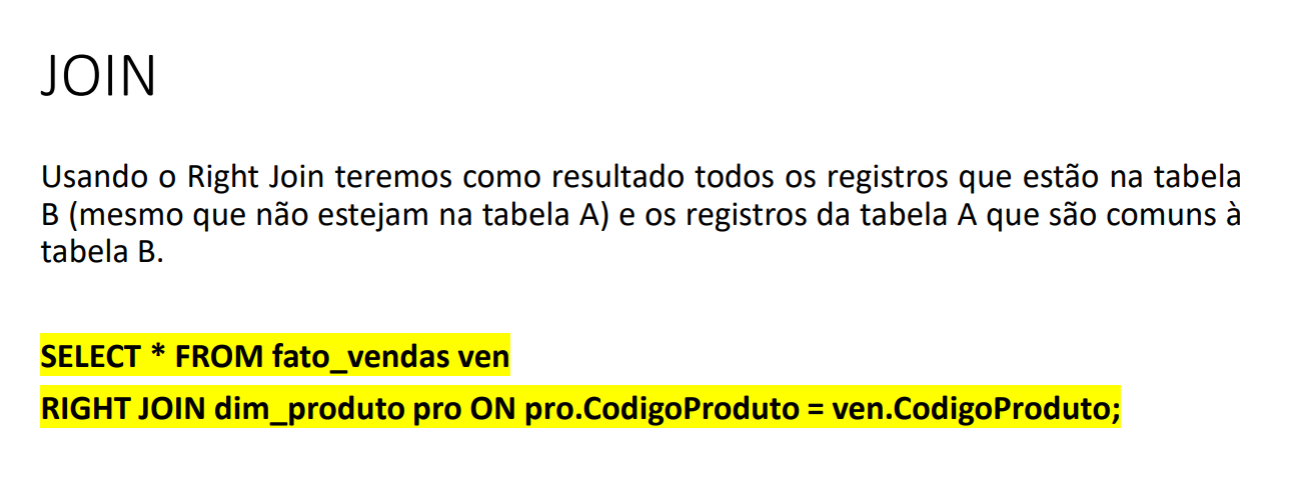 JOIN
Usando o Right Join teremos como resultado todos os registros que estão na tabela
B (mesmo que não estejam na tabela A) e os registros da tabela A que são comuns à
tabela B.
SELECT * FROM fato_vendas ven
RIGHT JOIN dim_produto pro ON pro.CodigoProduto = ven.CodigoProduto;